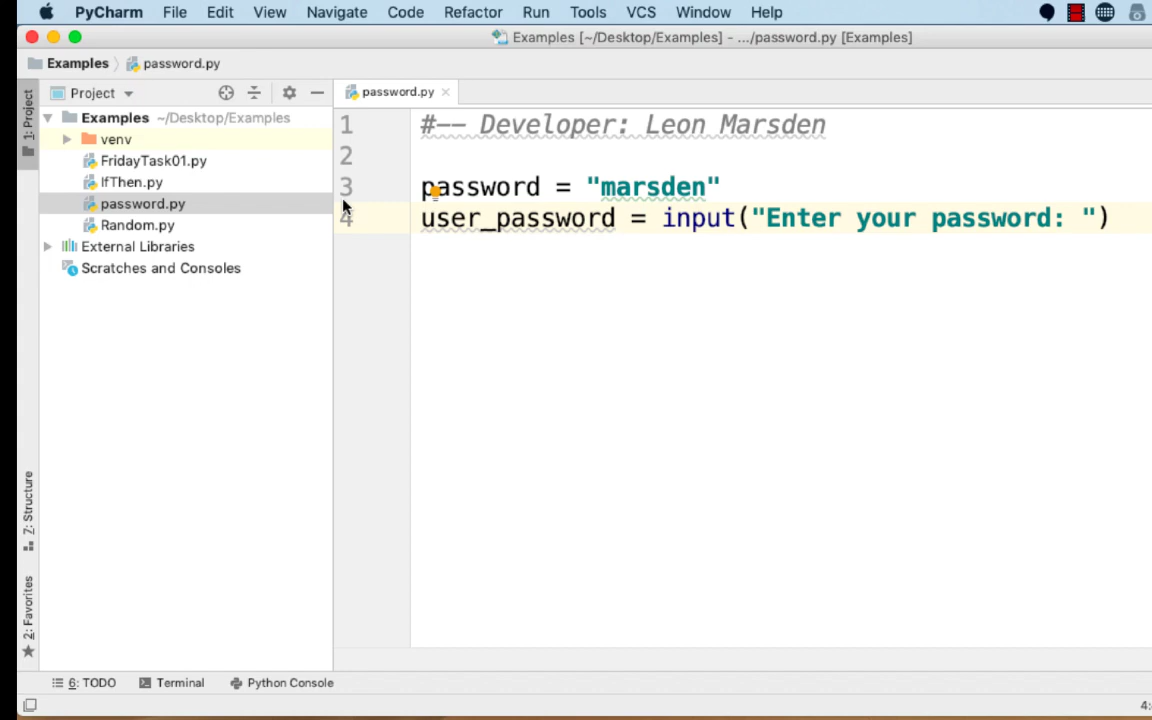 PyCharm File Edit View Navigate Code Refactor Run Tools VCS Window Help
Examples [~/Desktop/Examples] - .../password.py [Examples]
Examples password.py
1: Project
Project
password.py
Examples ~/Desktop/Examples
venv
FridayTask01.py
IfThen.py
password.py
Random.py
External Libraries
Scratches and Consoles
1 #-- Developer: Leon Marsden
2
3 password = "marsden"
4 user_password = input("Enter your password: ")
7: Structure
2: Favorites
6: TODO Terminal Python Console
4: